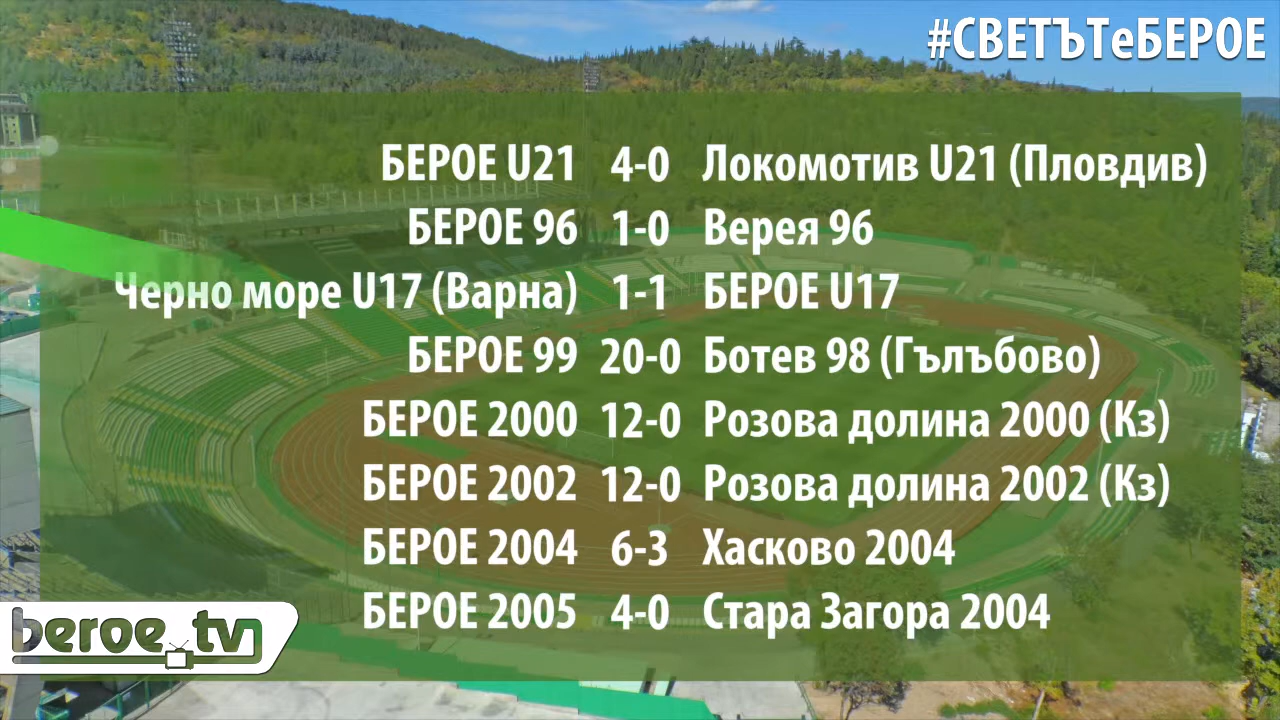 #СВЕТЪТеБЕРОЕ
БЕРОЕ U21 4-0 Локомотив U21 (Пловдив)
БЕРОЕ 96 1-0 Верея 96
Черно море U17 (Варна) 1-1 БЕРОЕ U17
БЕРОЕ 99 20-0 Ботев 98 (Гълъбово)
БЕРОЕ 2000 12-0 Розова долина 2000 (Кз)
БЕРОЕ 2002 12-0 Розова долина 2002 (Кз)
БЕРОЕ 2004 6-3 Хасково 2004
БЕРОЕ 2005 4-0 Стара Загора 2004
beroe.tv